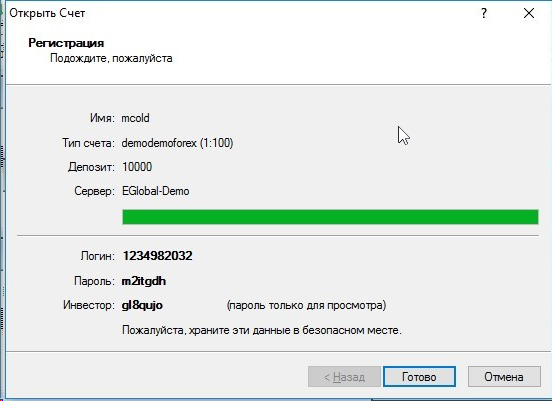 Открыть Счет
Регистрация
Подождите, пожалуйста
Имя: mcold
Тип счета: demodemoforex (1:100)
Депозит: 10000
Сервер: EGlobal-Demo
Логин: 1234982032
Пароль: m2itgdh
Инвестор: gl8qujo (пароль только для просмотра)
Пожалуйста, храните эти данные в безопасном месте.
< Назад Готово Отмена